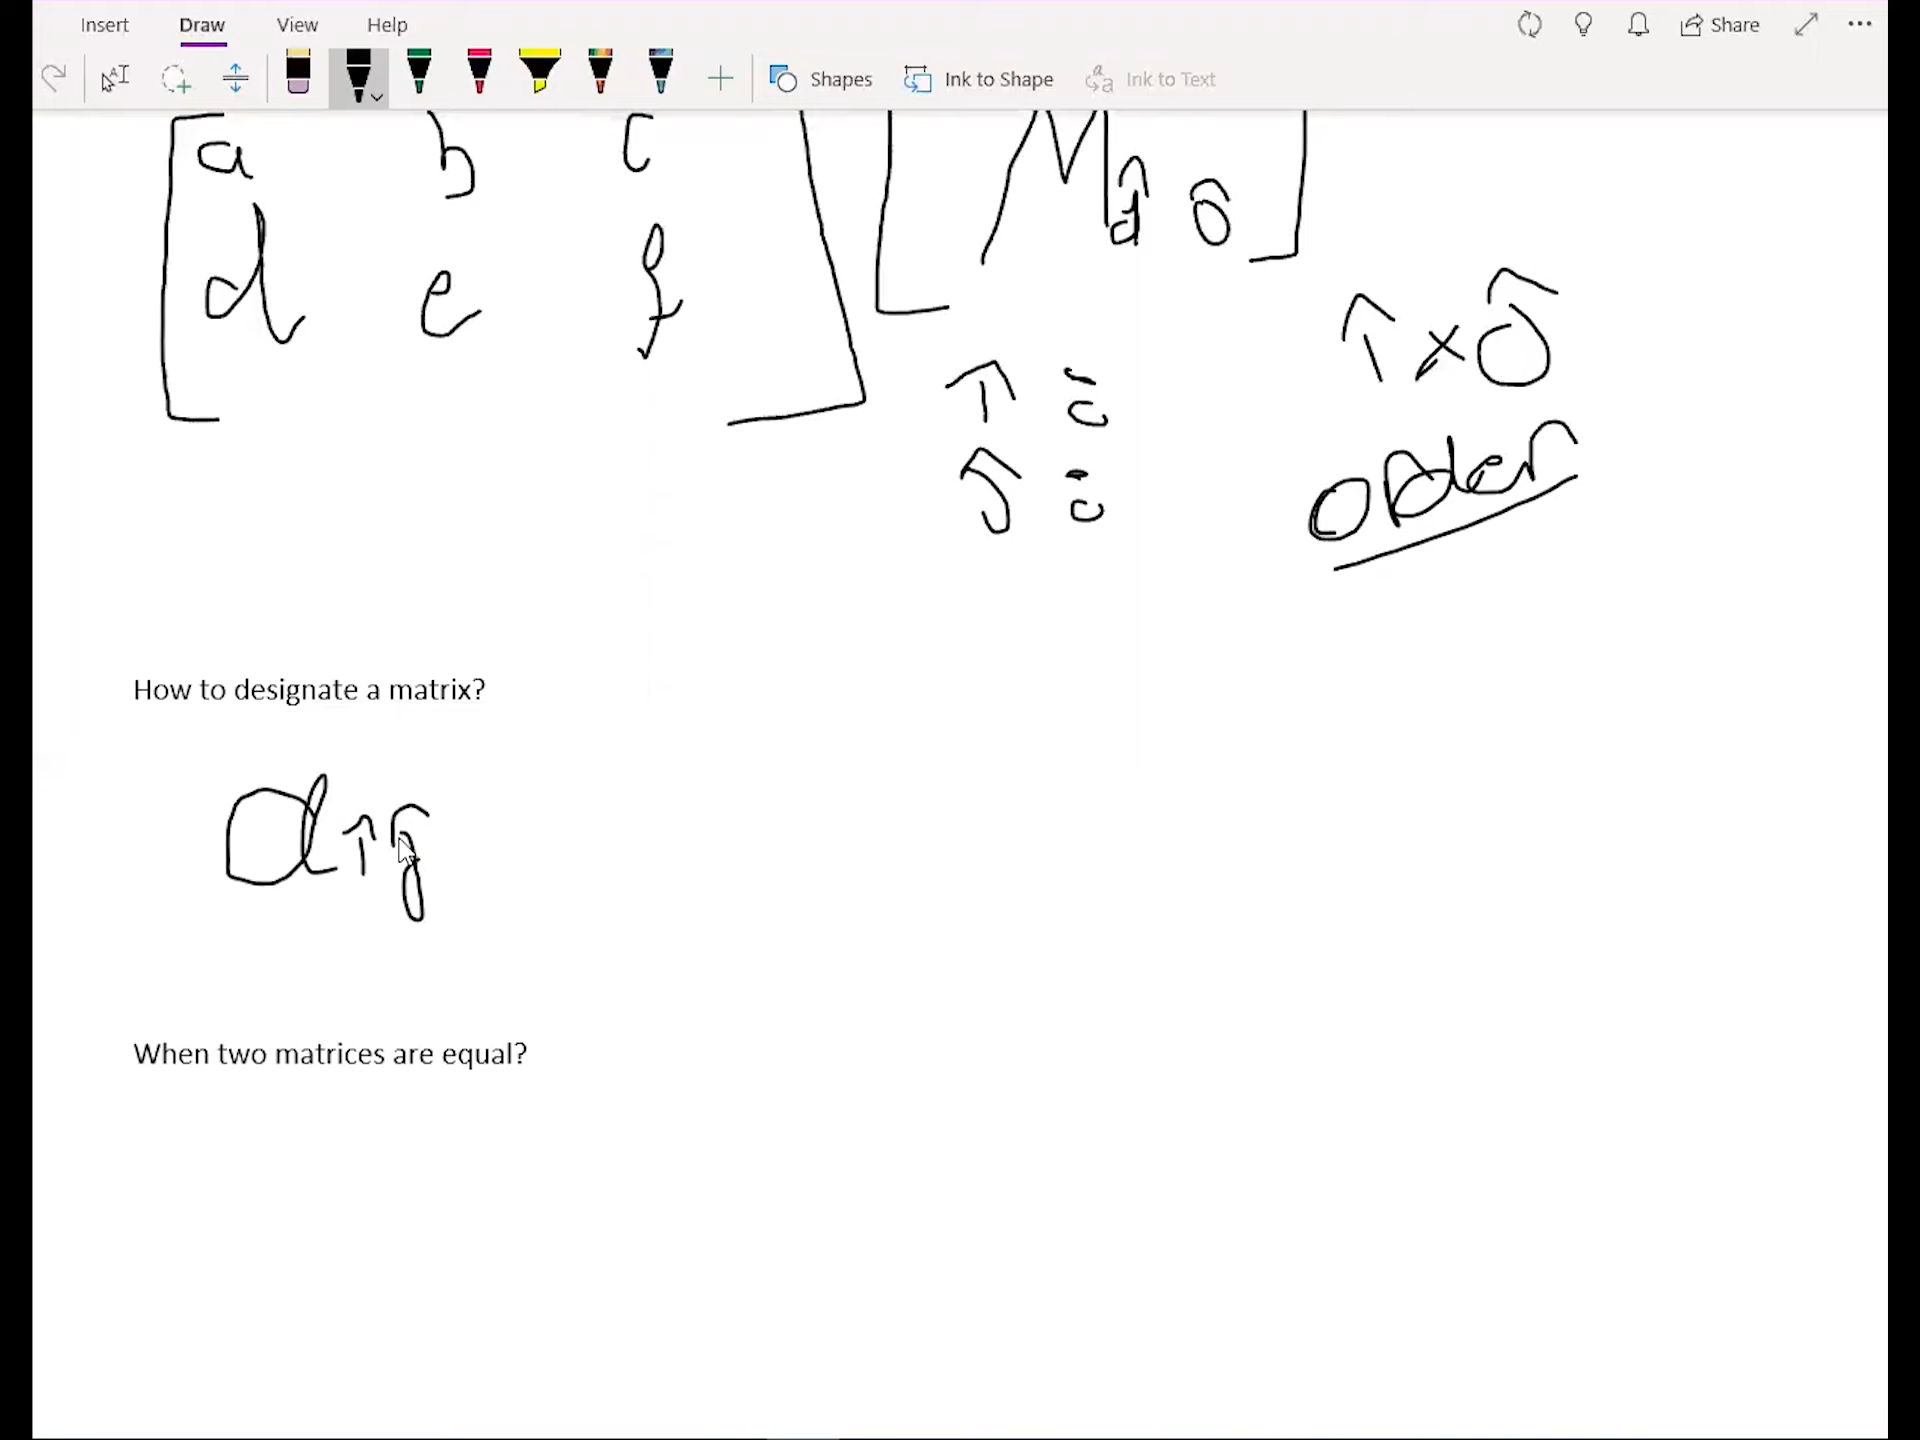 Insert Draw View Help Share
Shapes Ink to Shape Ink to Text
a b c
d e f
M
order
How to designate a matrix?
When two matrices are equal?